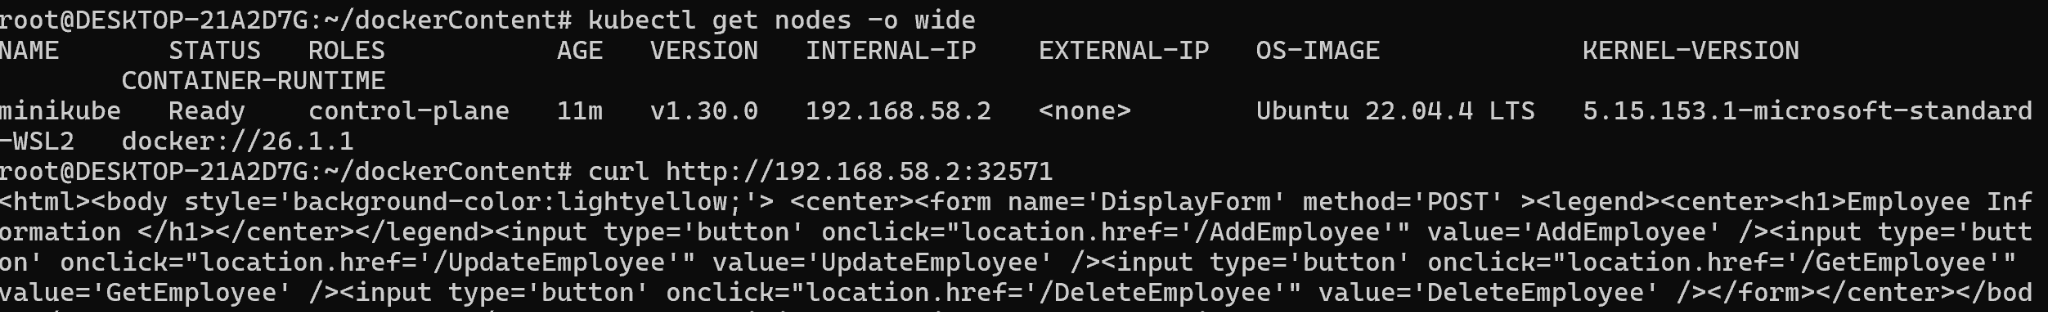 root@DESKTOP-21A2D7G:~/dockerContent# kubectl get nodes -o wide
NAME       STATUS   ROLES           AGE   VERSION   INTERNAL-IP    EXTERNAL-IP   OS-IMAGE             KERNEL-VERSION
        CONTAINER-RUNTIME
minikube   Ready    control-plane   11m   v1.30.0   192.168.58.2   <none>        Ubuntu 22.04.4 LTS   5.15.153.1-microsoft-standard
-WSL2   docker://26.1.1
root@DESKTOP-21A2D7G:~/dockerContent# curl http://192.168.58.2:32571
<html><body style='background-color:lightyellow;'> <center><form name='DisplayForm' method='POST' ><legend><center><h1>Employee Inf
ormation </h1></center></legend><input type='button' onclick="location.href='/AddEmployee'" value='AddEmployee' /><input type='butt
on' onclick="location.href='/UpdateEmployee'" value='UpdateEmployee' /><input type='button' onclick="location.href='/GetEmployee'"
value='GetEmployee' /><input type='button' onclick="location.href='/DeleteEmployee'" value='DeleteEmployee' /></form></center></bod